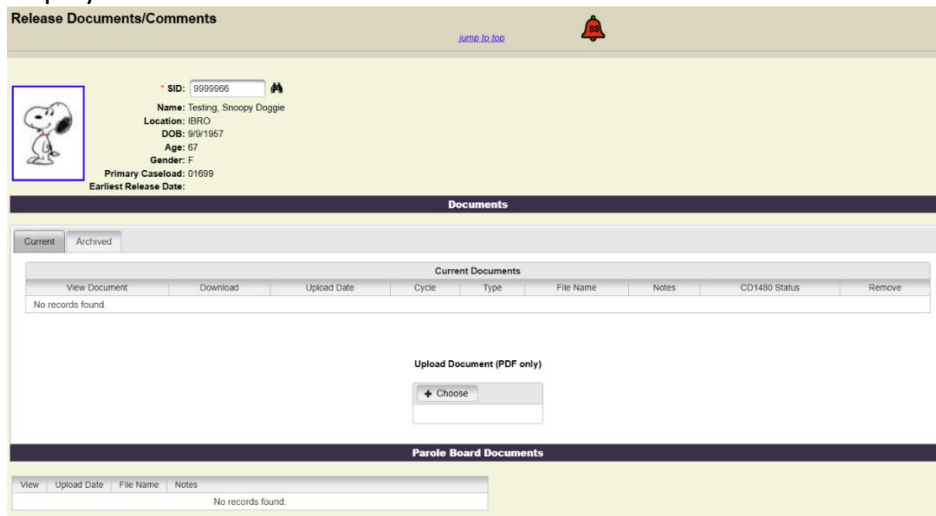 Release Documents/Comments
jump to top
BB
* SID: 9999966
Name: Testing, Snoopy Doggie
Location: IBRO
DOB: 9/9/1957
Age: 67
Gender: F
Primary Caseload: 01699
Earliest Release Date:
Documents
Current Archived
Current Documents
View Document Download Upload Date Cycle Type File Name Notes CD1480 Status Remove
No records found.
Upload Document (PDF only)
+ Choose
Parole Board Documents
View Upload Date File Name Notes
No records found.